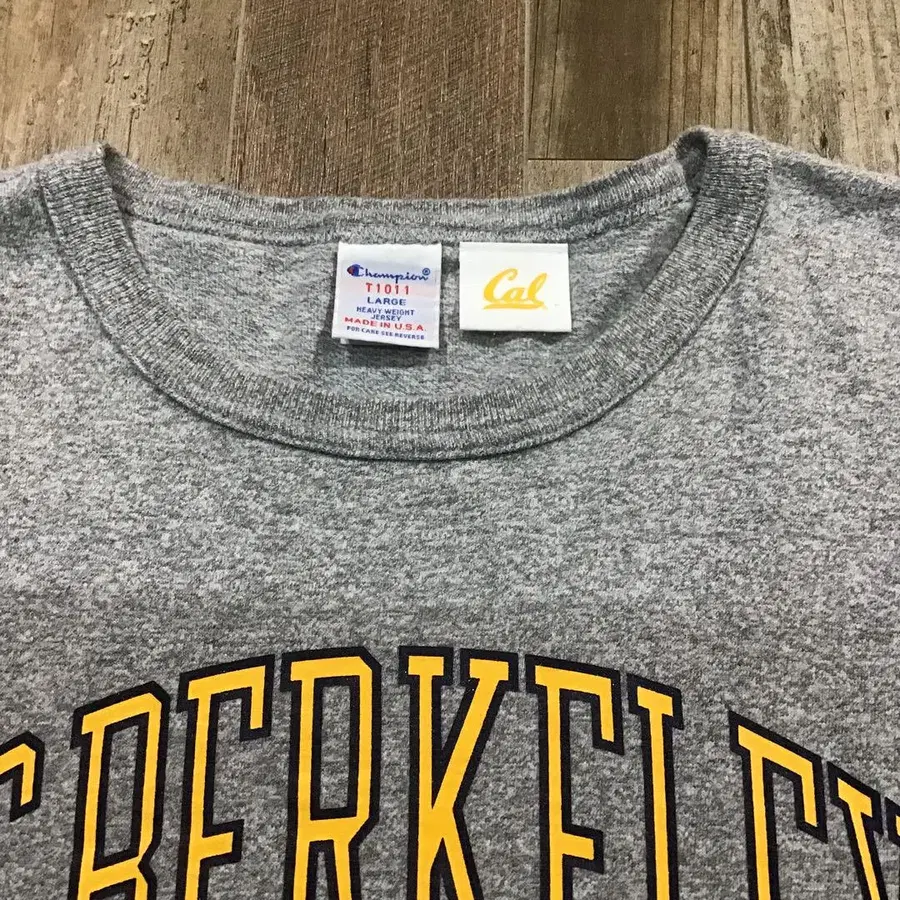 Champion®
T1011
LARGE
HEAVY WEIGHT
JERSEY
MADE IN U.S.A.
FOR CARE SEE REVERSE
Cal
BERKELEY